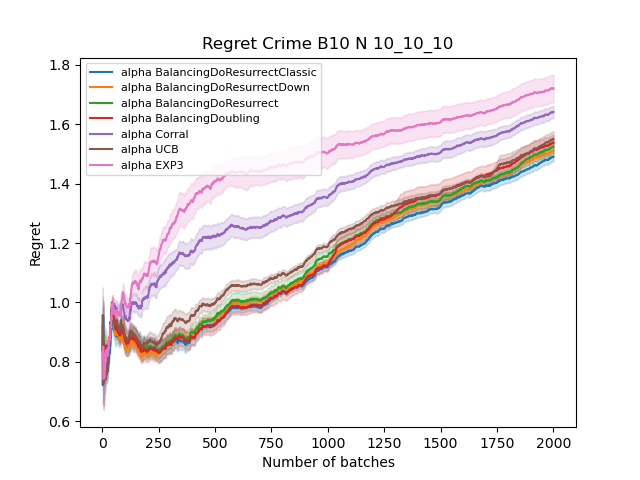 Regret Crime B10 N 10_10_10
1.8
1.6
1.4
1.2
1.0
0.8
0.6
Regret
alpha BalancingDoResurrectClassic
alpha BalancingDoResurrectDown
alpha BalancingDoResurrect
alpha BalancingDoubling
alpha Corral
alpha UCB
alpha EXP3
0 250 500 750 1000 1250 1500 1750 2000
Number of batches